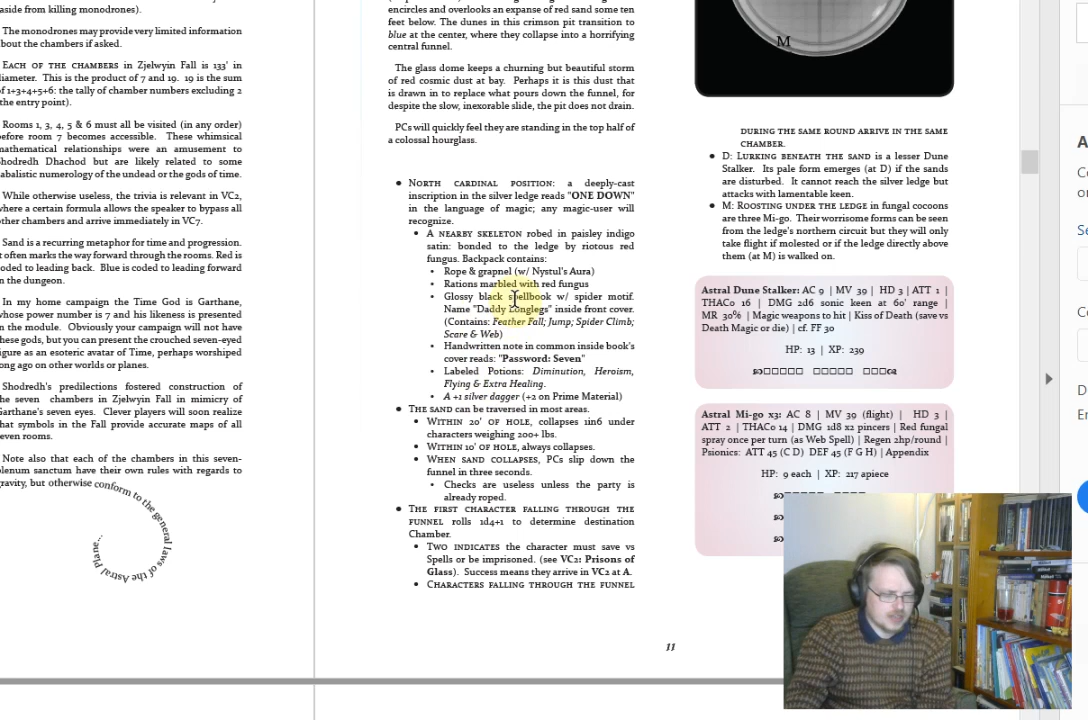 aside from killing monodrones).
The monodrones may provide very limited information
about the chambers if asked.
EACH OF THE CHAMBERS in Zjelwyin Fall is 133' in
diameter. This is the product of 7 and 19. 19 is the sum
of 1+3+4+5+6: the tally of chamber numbers excluding 2
the entry point).
Rooms 1, 3, 4, 5 & 6 must all be visited (in any order)
before room 7 becomes accessible. These whimsical
mathematical relationships were an amusement to
Shodredh Dhachod but are likely related to some
kabalistic numerology of the undead or the gods of time.
While otherwise useless, the trivia is relevant in VC2,
where a certain formula allows the speaker to bypass all
other chambers and arrive immediately in VC7.
Sand is a recurring metaphor for time and progression.
It often marks the way forward through the rooms. Red is
coded to leading back. Blue is coded to leading forward
in the dungeon.
In my home campaign the Time God is Garthane,
whose power number is 7 and his likeness is presented
in the module. Obviously your campaign will not have
these gods, but you can present the crouched seven-eyed
figure as an esoteric avatar of Time, perhaps worshiped
long ago on other worlds or planes.
Shodredh's predilections fostered construction of
the seven chambers in Zjelwyin Fall in mimicry of
Garthane's seven eyes. Clever players will soon realize
that symbols in the Fall provide accurate maps of all
seven rooms.
Note also that each of the chambers in this seven-
plenum sanctum have their own rules with regards to
gravity, but otherwise conform to the general laws of the Astral Plane...
encircles and overlooks an expanse of red sand some ten
feet below. The dunes in this crimson pit transition to
blue at the center, where they collapse into a horrifying
central funnel.
The glass dome keeps a churning but beautiful storm
of red cosmic dust at bay. Perhaps it is this dust that
is drawn in to replace what pours down the funnel, for
despite the slow, inexorable slide, the pit does not drain.
PCs will quickly feel they are standing in the top half of
a colossal hourglass.
• NORTH CARDINAL POSITION: a deeply-cast
inscription in the silver ledge reads "ONE DOWN"
in the language of magic; any magic-user will
recognize.
• A NEARBY SKELETON robed in paisley indigo
satin: bonded to the ledge by riotous red
fungus. Backpack contains:
• Rope & grapnel (w/ Nystul's Aura)
• Rations marbled with red fungus
• Glossy black spellbook w/ spider motif.
Name "Daddy Longlegs" inside front cover.
(Contains: Feather Fall; Jump; Spider Climb;
Scare & Web)
• Handwritten note in common inside book's
cover reads: "Password: Seven"
• Labeled Potions: Diminution, Heroism,
Flying & Extra Healing.
• A +1 silver dagger (+2 on Prime Material)
• THE SAND can be traversed in most areas.
• WITHIN 20' OF HOLE, collapses 1in6 under
characters weighing 200+ lbs.
• WITHIN 10' OF HOLE, always collapses.
• WHEN SAND COLLAPSES, PCs slip down the
funnel in three seconds.
• Checks are useless unless the party is
already roped.
• THE FIRST CHARACTER FALLING THROUGH THE
FUNNEL rolls 1d4+1 to determine destination
Chamber.
• TWO INDICATES the character must save vs
Spells or be imprisoned. (see VC2: Prisons of
Glass). Success means they arrive in VC2 at A.
• CHARACTERS FALLING THROUGH THE FUNNEL
M
DURING THE SAME ROUND ARRIVE IN THE SAME
CHAMBER.
• D: LURKING BENEATH THE SAND is a lesser Dune
Stalker. Its pale form emerges (at D) if the sands
are disturbed. It cannot reach the silver ledge but
attacks with lamentable keen.
• M: ROOSTING UNDER THE LEDGE in fungal cocoons
are three Mi-go. Their worrisome forms can be seen
from the ledge's northern circuit but they will only
take flight if molested or if the ledge directly above
them (at M) is walked on.
Astral Dune Stalker: AC 9 | MV 39 | HD 3 | ATT 1 |
THAC0 16 | DMG 2d6 sonic keen at 60' range |
MR 30% | Magic weapons to hit | Kiss of Death (save vs
Death Magic or die) | cf. FF 30
HP: 13 | XP: 239
Astral Mi-go x3: AC 8 | MV 39 (flight) | HD 3 |
ATT 2 | THAC0 14 | DMG 1d8 x2 pincers | Red fungal
spray once per turn (as Web Spell) | Regen 2hp/round |
Psionics: ATT 45 (C D) DEF 45 (F G H) | Appendix
HP: 9 each | XP: 217 apiece
11